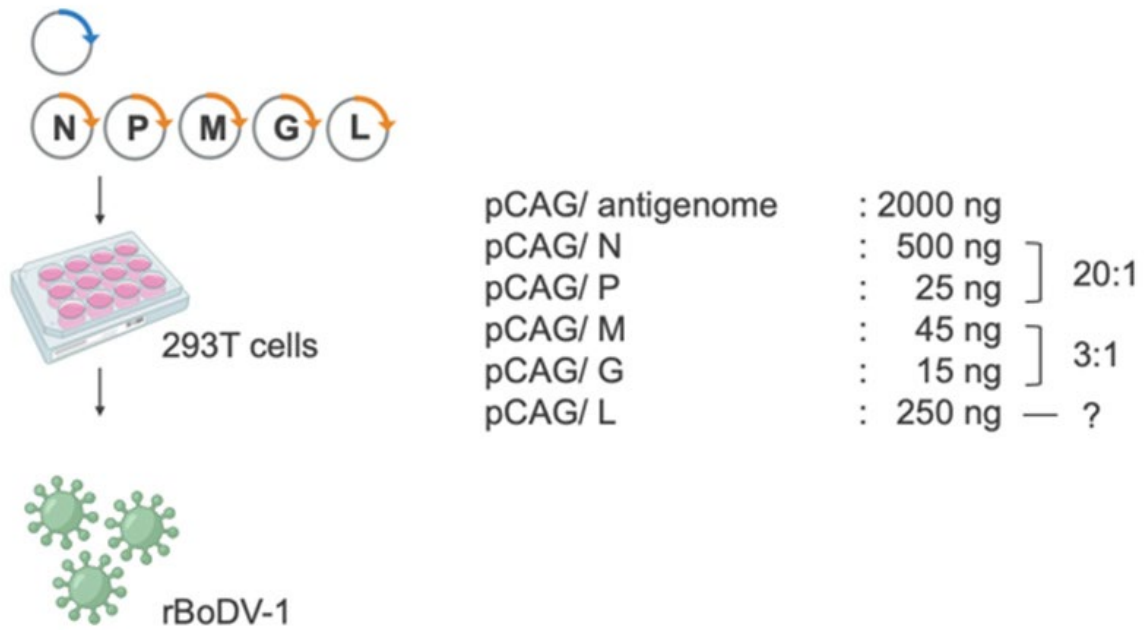 N P M G L
pCAG/ antigenome : 2000 ng
pCAG/ N : 500 ng
pCAG/ P : 25 ng
20:1
pCAG/ M : 45 ng
pCAG/ G : 15 ng
3:1
pCAG/ L : 250 ng — ?
293T cells
rBoDV-1